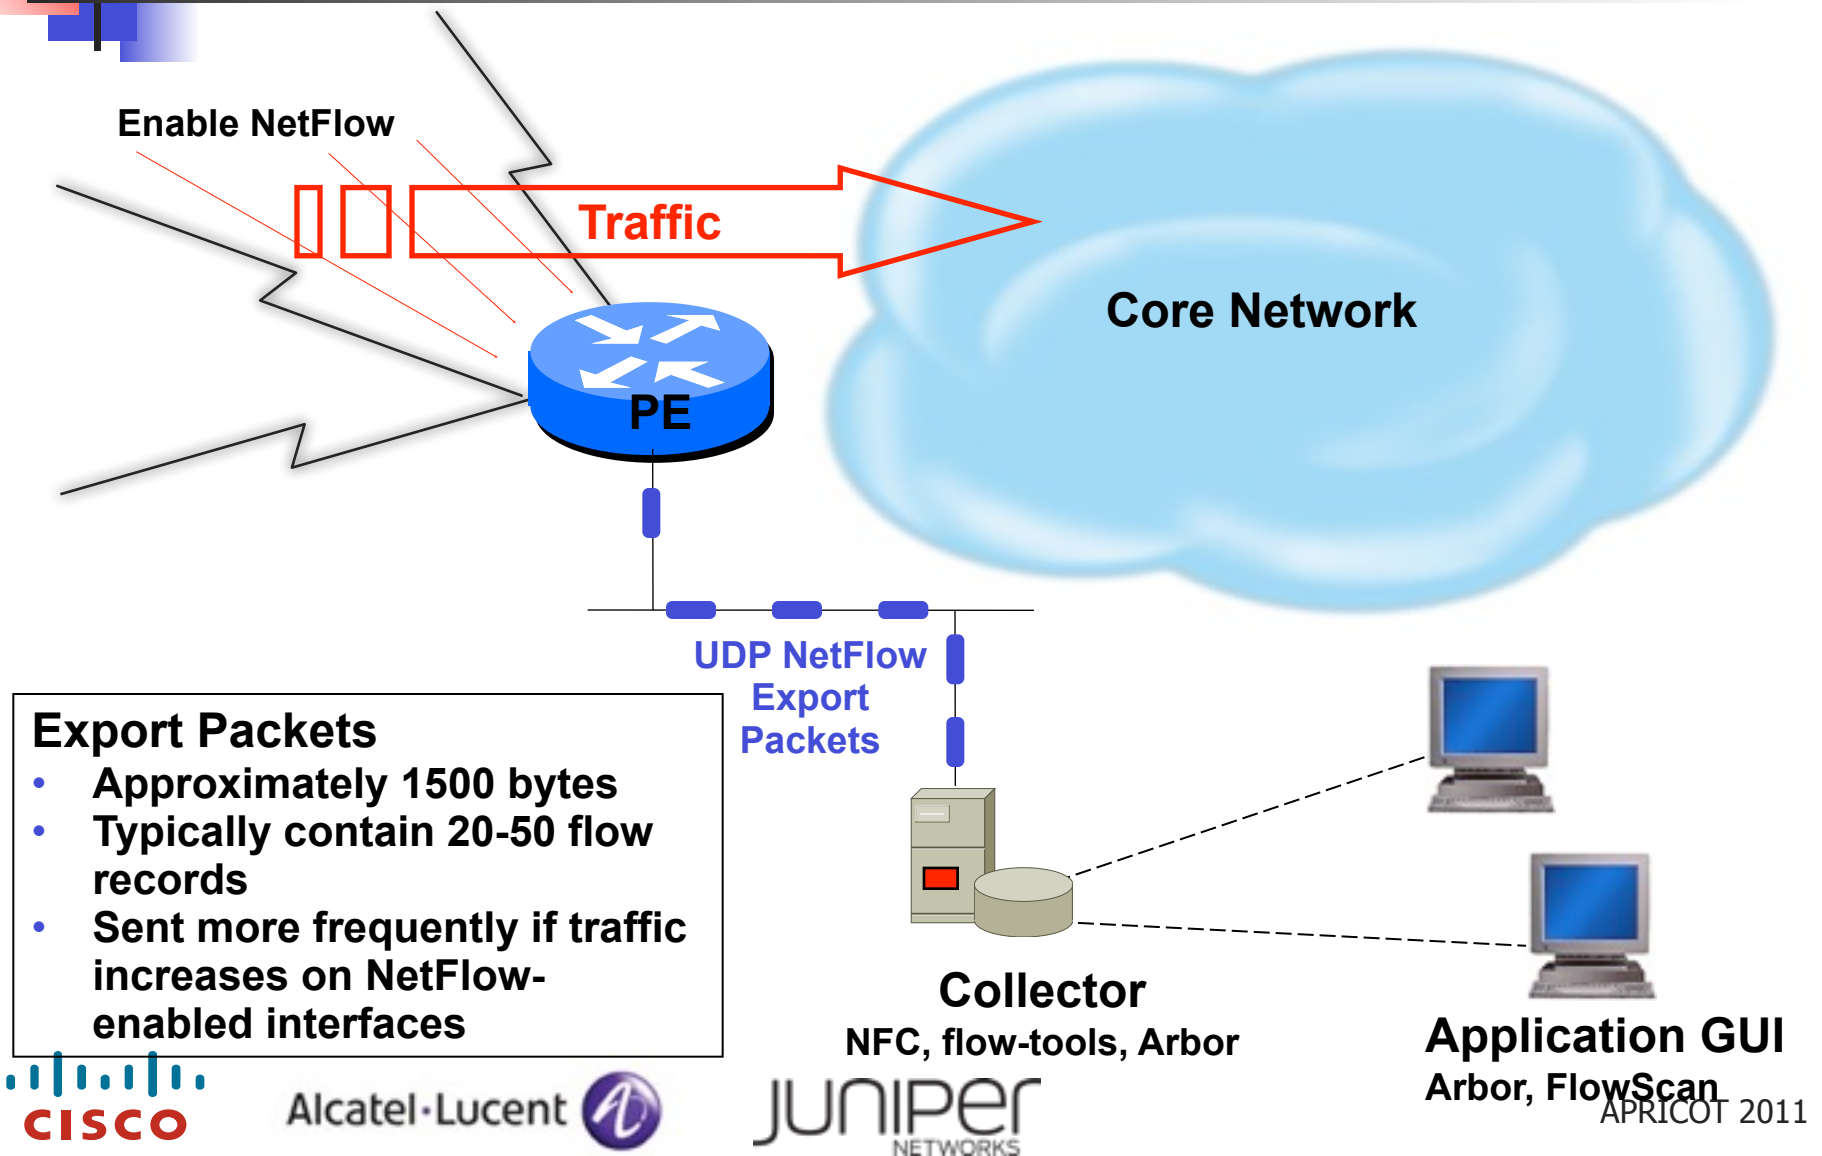 Enable NetFlow
Traffic
Core Network
PE
UDP NetFlow
Export
Packets
Export Packets
• Approximately 1500 bytes
• Typically contain 20-50 flow
records
• Sent more frequently if traffic
increases on NetFlow-
enabled interfaces
Collector
NFC, flow-tools, Arbor
Application GUI
Arbor, FlowScan
CISCO
Alcatel·Lucent
JUNIPER
NETWORKS
APRICOT 2011